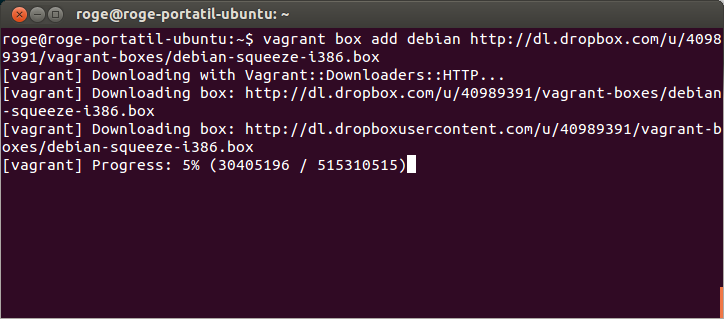 roge@roge-portatil-ubuntu: ~
roge@roge-portatil-ubuntu:~$ vagrant box add debian http://dl.dropbox.com/u/4098
9391/vagrant-boxes/debian-squeeze-i386.box
[vagrant] Downloading with Vagrant::Downloaders::HTTP...
[vagrant] Downloading box: http://dl.dropbox.com/u/40989391/vagrant-boxes/debian
-squeeze-i386.box
[vagrant] Downloading box: http://dl.dropboxusercontent.com/u/40989391/vagrant-b
oxes/debian-squeeze-i386.box
[vagrant] Progress: 5% (30405196 / 515310515)